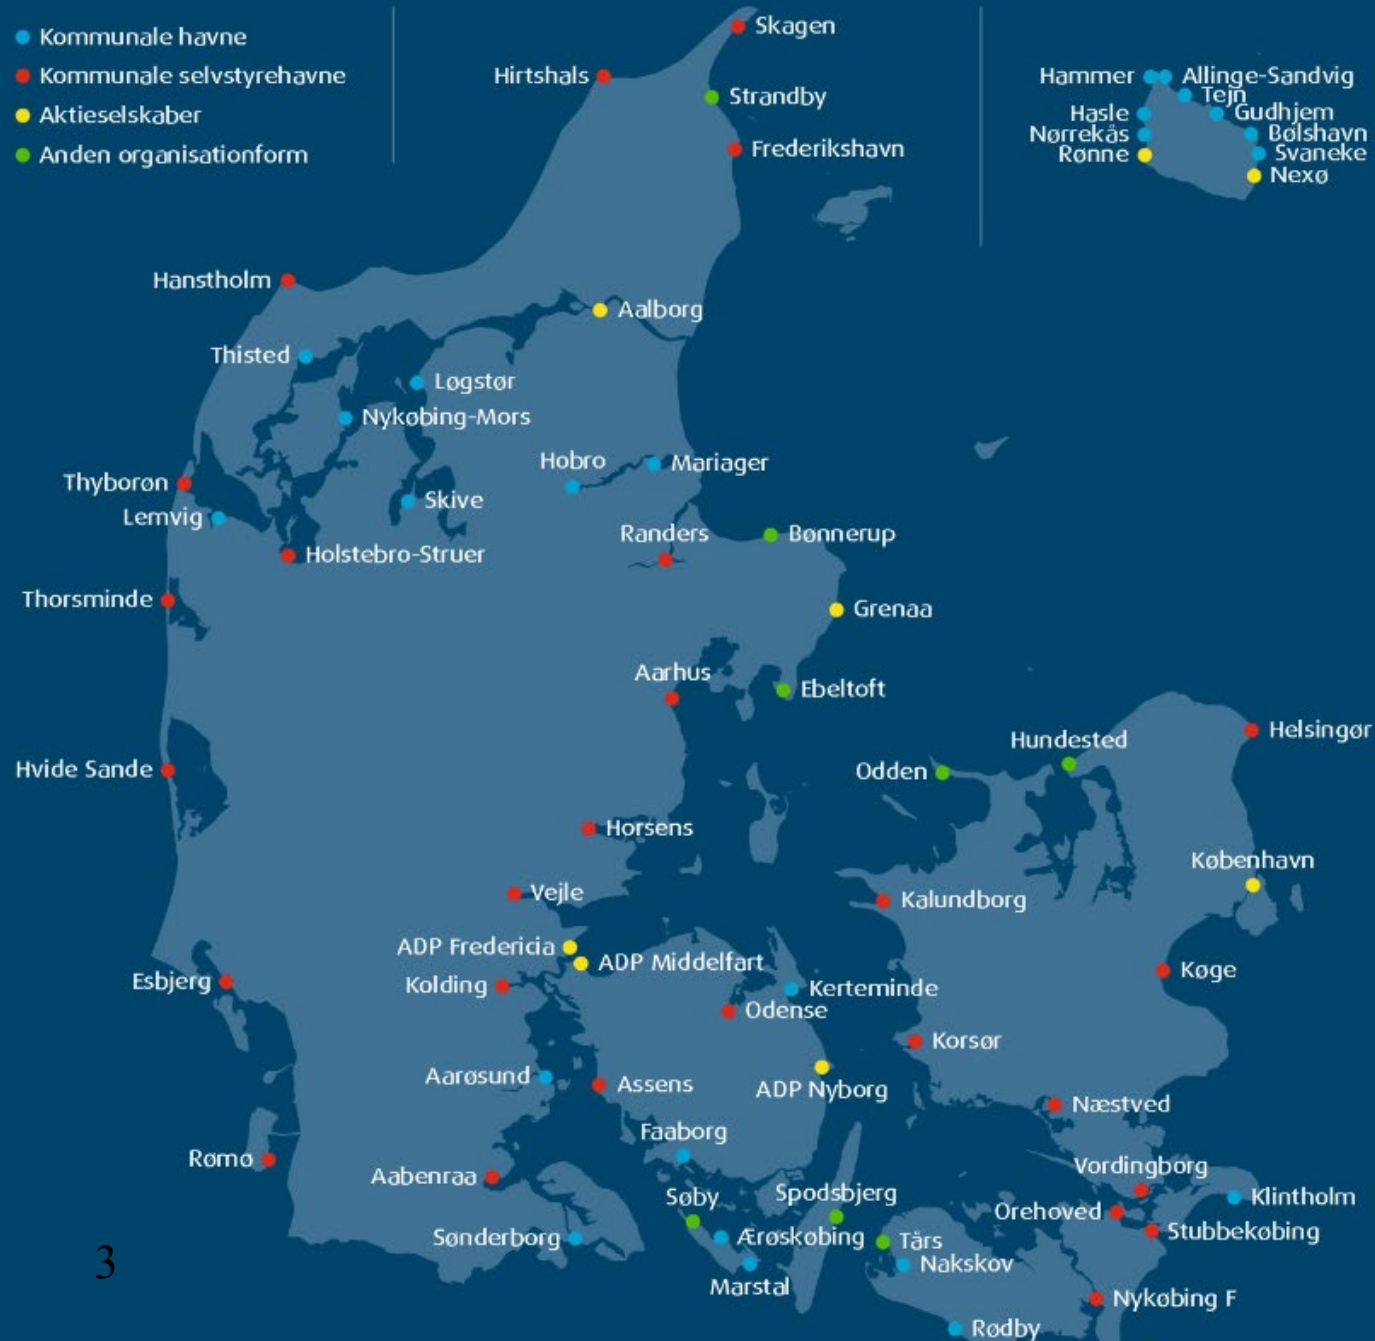 Kommunale havne
Kommunale selvstyrehavne
Aktieselskaber
Anden organisationform
Skagen
Hirtshals
Strandby
Frederikshavn
Hammer
Allinge-Sandvig
Tejn
Hasle
Gudhjem
Nørrekås
Bølshavn
Rønne
Svaneke
Nexø
Hanstholm
Aalborg
Thisted
Løgstør
Nykøbing-Mors
Hobro
Mariager
Thyborøn
Skive
Lemvig
Randers
Bønnerup
Holstebro-Struer
Thorsminde
Grenaa
Aarhus
Ebeltoft
Helsingør
Hundested
Hvide Sande
Odden
Horsens
København
Vejle
Kalundborg
ADP Fredericia
ADP Middelfart
Køge
Esbjerg
Kolding
Kerteminde
Odense
Korsør
Aarøsund
Assens
ADP Nyborg
Næstved
Faaborg
Rømø
Vordingborg
Aabenraa
Søby
Spodsbjerg
Klintholm
Orehoved
Stubbekøbing
Sønderborg
Ærøskøbing
Tårs
Nakskov
3
Marstal
Nykøbing F
Rødby